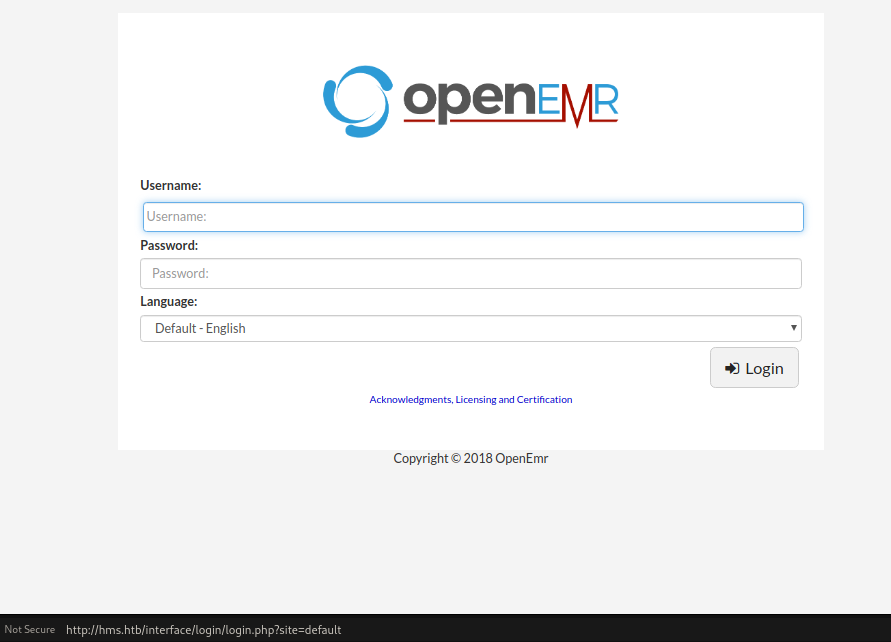 openEMR
Username:
Username:
Password:
Password:
Language:
Default - English
Login
Acknowledgments, Licensing and Certification
Copyright © 2018 OpenEmr
Not Secure http://hms.htb/interface/login/login.php?site=default